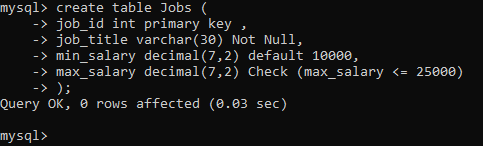 mysql> create table Jobs (
    -> job_id int primary key ,
    -> job_title varchar(30) Not Null,
    -> min_salary decimal(7,2) default 10000,
    -> max_salary decimal(7,2) Check (max_salary <= 25000)
    -> );
Query OK, 0 rows affected (0.03 sec)
mysql>